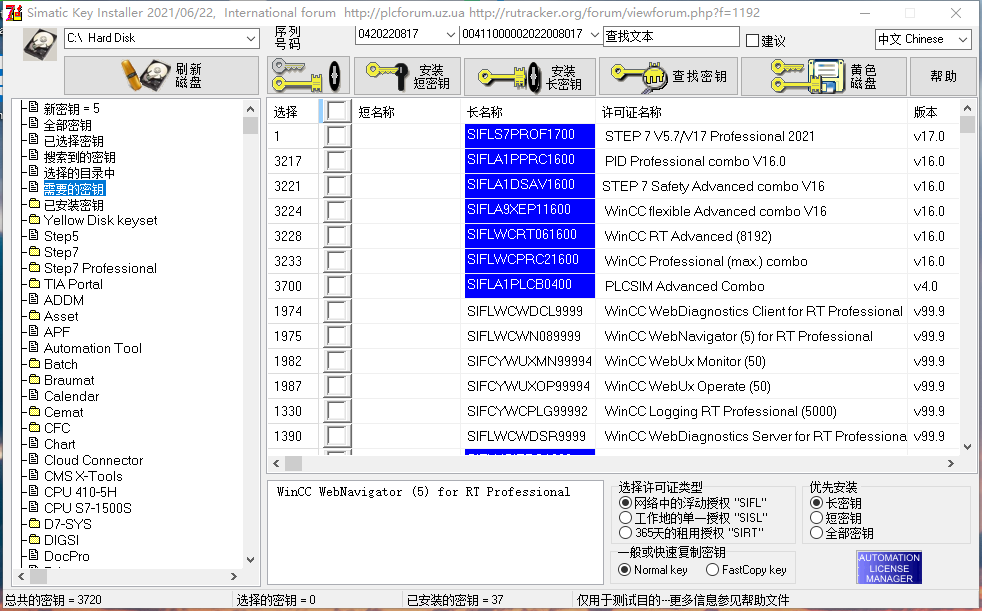 Simatic Key Installer 2021/06/22, International forum http://plcforum.uz.ua http://rutracker.org/forum/viewforum.php?f=1192
C:\ Hard Disk
序列号码
0420220817
00411000002022008017
查找文本
建议
中文 Chinese
刷新磁盘
安装短密钥
安装长密钥
查找密钥
黄色磁盘
帮助
新密钥 = 5
全部密钥
已选择密钥
搜索到的密钥
选择的目录中
需要的密钥
已安装密钥
Yellow Disk keyset
Step5
Step7
Step7 Professional
TIA Portal
ADDM
Asset
APF
Automation Tool
Batch
Braumat
Calendar
Cemat
CFC
Chart
Cloud Connector
CMS X-Tools
CPU 410-5H
CPU S7-1500S
D7-SYS
DIGSI
DocPro
选择 短名称 长名称 许可证名称 版本
1 SIFLS7PROF1700 STEP 7 V5.7/V17 Professional 2021 v17.0
3217 SIFLA1PPRC1600 PID Professional combo V16.0 v16.0
3221 SIFLA1DSAV1600 STEP 7 Safety Advanced combo V16 v16.0
3224 SIFLA9XEP11600 WinCC flexible Advanced combo V16 v16.0
3228 SIFLWCRT061600 WinCC RT Advanced (8192) v16.0
3233 SIFLWCPRC21600 WinCC Professional (max.) combo v16.0
3700 SIFLA1PLCB0400 PLCSIM Advanced Combo v4.0
1974 SIFLWCWDCL9999 WinCC WebDiagnostics Client for RT Professional v99.9
1975 SIFLWCWN089999 WinCC WebNavigator (5) for RT Professional v99.9
1982 SIFCYWUXMN99994 WinCC WebUx Monitor (50) v99.9
1987 SIFCYWUXOP99994 WinCC WebUx Operate (50) v99.9
1330 SIFCYWCPLG99992 WinCC Logging RT Professional (5000) v99.9
1390 SIFLWCWDSR9999 WinCC WebDiagnostics Server for RT Professiona v99.9
WinCC WebNavigator (5) for RT Professional
选择许可证类型
网络中的浮动授权 "SIFL"
工作地的单一授权 "SISL"
365天的租用授权 "SIRT"
一般或快速复制密钥
Normal key FastCopy key
优先安装
长密钥
短密钥
全部密钥
AUTOMATION
LICENSE
MANAGER
总共的密钥 = 3720 选择的密钥 = 0 已安装的密钥 = 37 仅用于测试目的---更多信息参见帮助文件